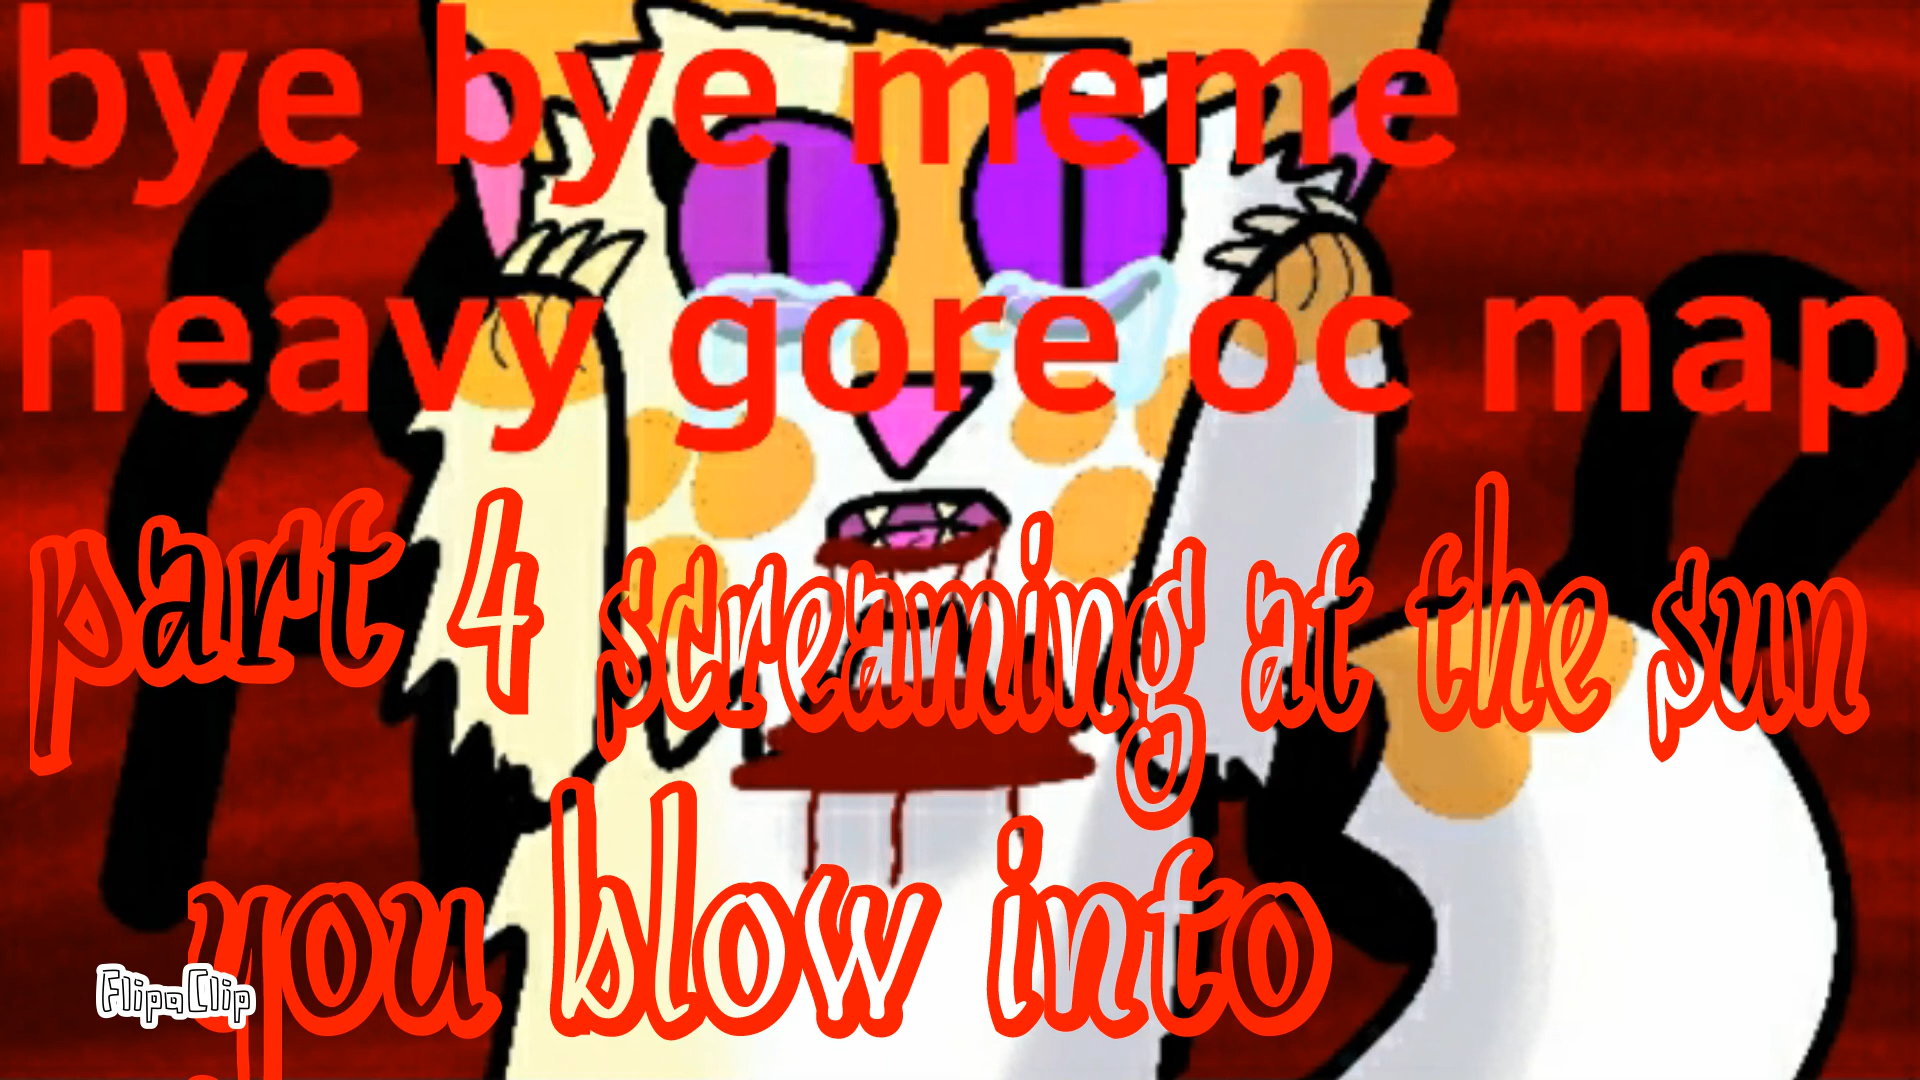 bye bye meme
heavy gore oc map
part 4 screaming at the sun
you blow into
FlipaClip